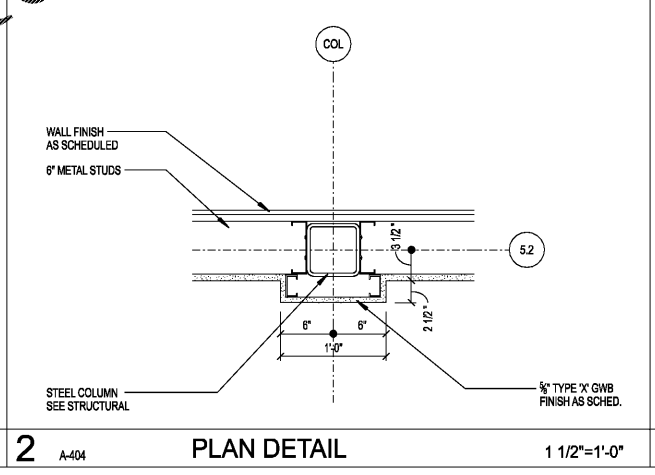 COL
WALL FINISH
AS SCHEDULED
6" METAL STUDS
3 1/2"
5.2
2 1/2"
6" 6"
1'-0"
STEEL COLUMN
SEE STRUCTURAL
⅝" TYPE 'X' GWB
FINISH AS SCHED.
2 A-404 PLAN DETAIL 1 1/2"=1'-0"